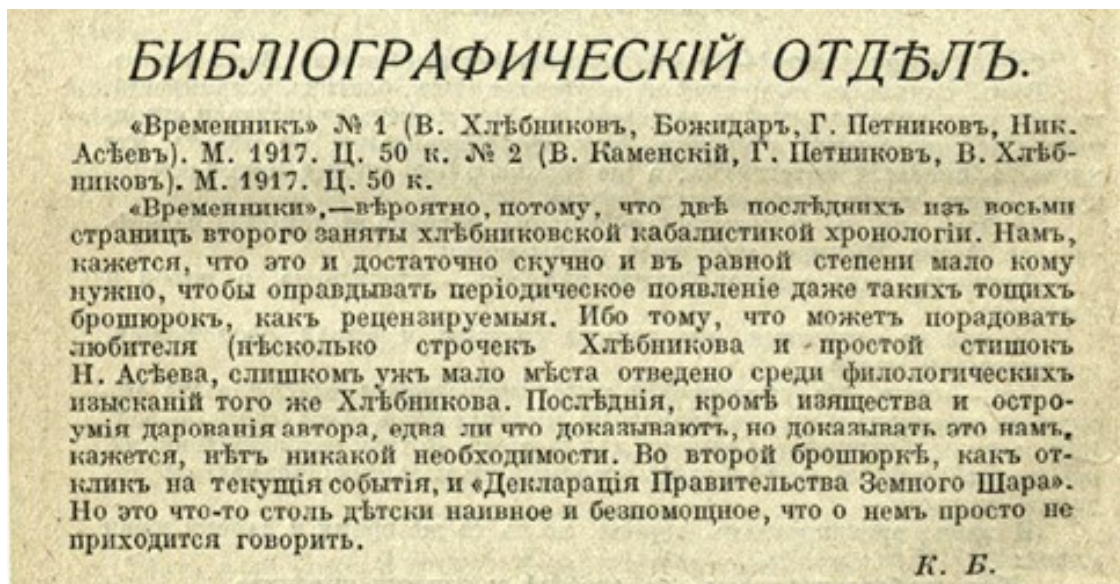 БИБЛІОГРАФИЧЕСКІЙ ОТДѢЛЪ.
«Временникъ» № 1 (В. Хлѣбниковъ, Божидаръ, Г. Петниковъ, Ник.
Асѣевъ). М. 1917. Ц. 50 к. № 2 (В. Каменскій, Г. Петниковъ, В. Хлѣб-
никовъ). М. 1917. Ц. 50 к.
«Временники»,—вѣроятно, потому, что двѣ послѣднихъ изъ восьми
страницъ второго заняты хлѣбниковской кабалистикой хронологіи. Намъ,
кажется, что это и достаточно скучно и въ равной степени мало кому
нужно, чтобы оправдывать періодическое появленіе даже такихъ тощихъ
брошюрокъ, какъ рецензируемыя. Ибо тому, что можетъ порадовать
любителя (нѣсколько строчекъ Хлѣбникова и простой стишокъ
Н. Асѣева, слишкомъ ужъ мало мѣста отведено среди филологическихъ
изысканій того же Хлѣбникова. Послѣднія, кромѣ изящества и остро-
умія дарованія автора, едва ли что доказываютъ, но доказывать это намъ,
кажется, нѣтъ никакой необходимости. Во второй брошюркѣ, какъ от-
кликъ на текущія событія, и «Декларація Правительства Земного Шара».
Но это что-то столь дѣтски наивное и безпомощное, что о немъ просто не
приходится говорить.
К. Б.